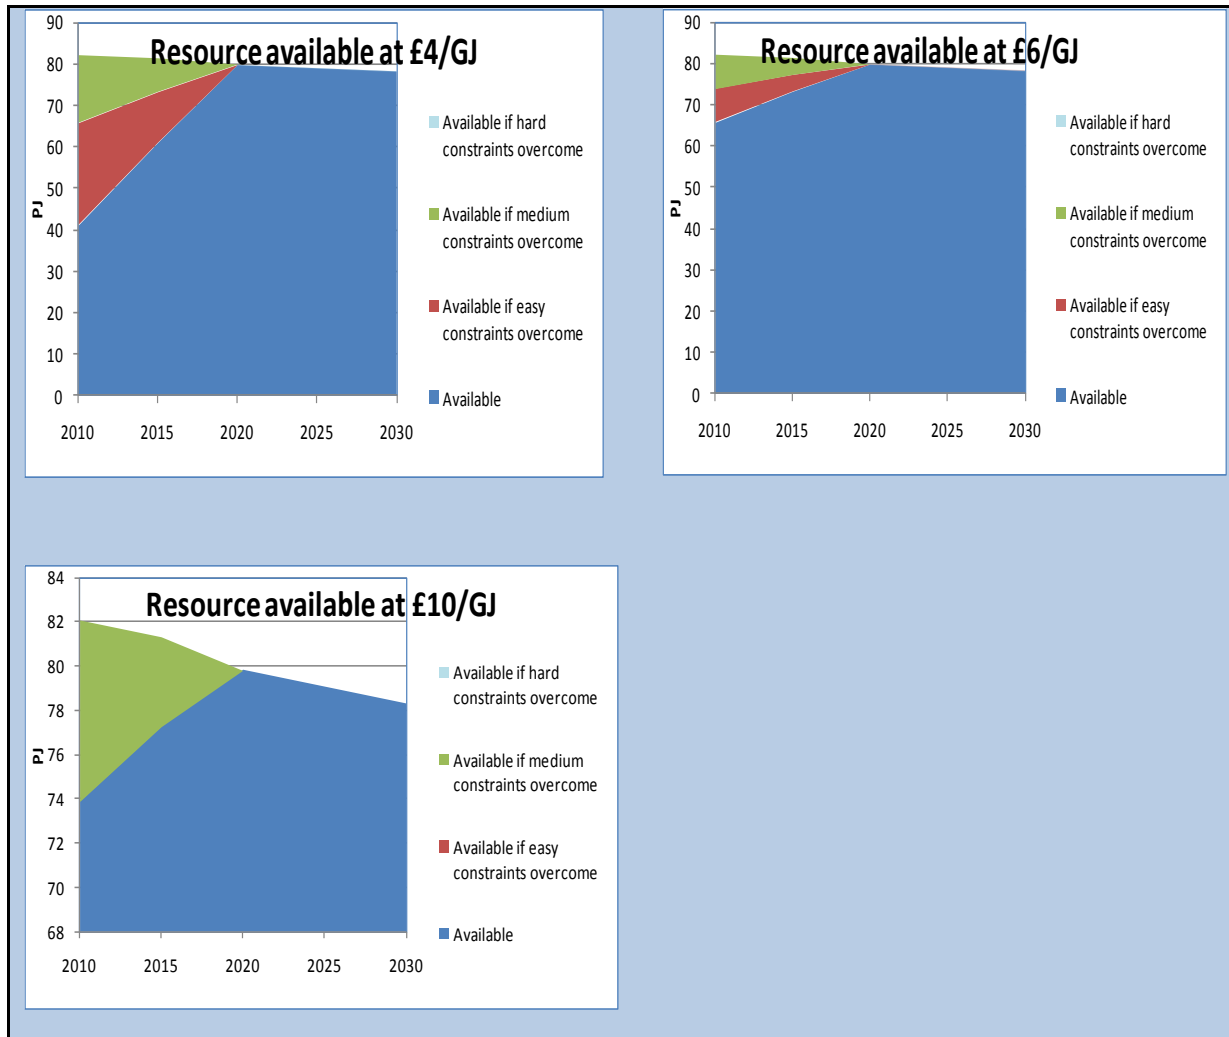 Resource available at £4/GJ
90
80
70
60
50
40
30
20
10
0
PJ
2010 2015 2020 2025 2030
Available if hard
constraints overcome
Available if medium
constraints overcome
Available if easy
constraints overcome
Available
Resource available at £6/GJ
90
80
70
60
50
40
30
20
10
0
PJ
2010 2015 2020 2025 2030
Available if hard
constraints overcome
Available if medium
constraints overcome
Available if easy
constraints overcome
Available
Resource available at £10/GJ
84
82
80
78
76
74
72
70
68
PJ
2010 2015 2020 2025 2030
Available if hard
constraints overcome
Available if medium
constraints overcome
Available if easy
constraints overcome
Available